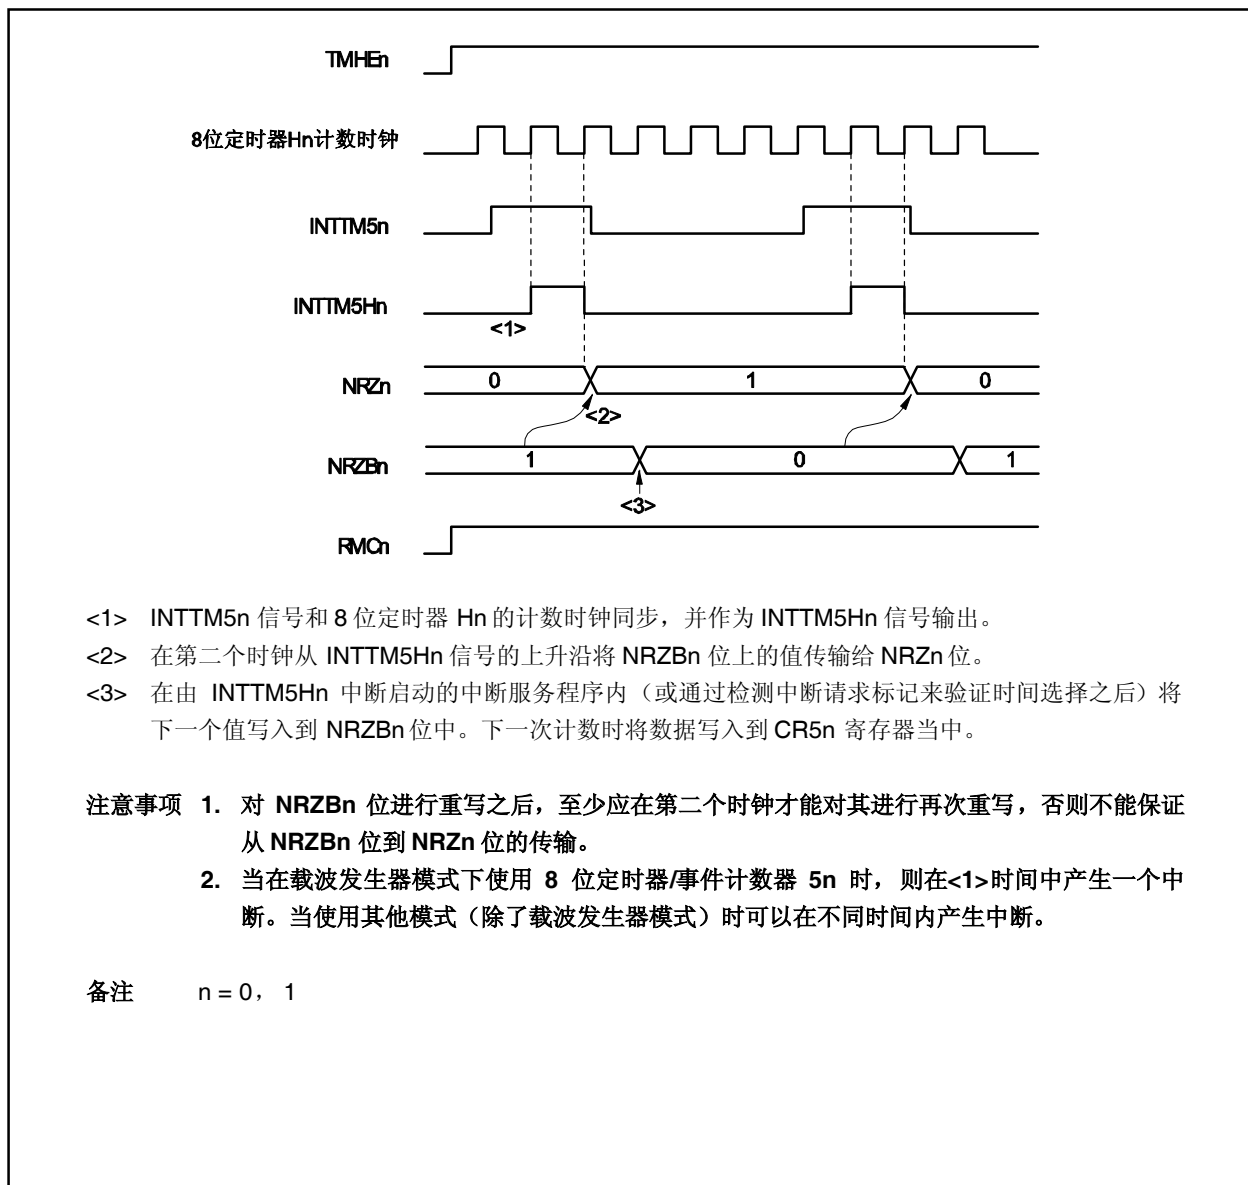 TMHEn
8位定时器Hn计数时钟
INTTM5n
INTTM5Hn
<1>
NRZn 0 1 0
<2>
NRZBn 1 0 1
<3>
RMCn
<1> INTTM5n 信号和 8 位定时器 Hn 的计数时钟同步，并作为 INTTM5Hn 信号输出。
<2> 在第二个时钟从 INTTM5Hn 信号的上升沿将 NRZBn 位上的值传输给 NRZn 位。
<3> 在由 INTTM5Hn 中断启动的中断服务程序内（或通过检测中断请求标记来验证时间选择之后）将
下一个值写入到 NRZBn 位中。下一次计数时将数据写入到 CR5n 寄存器当中。
注意事项 1. 对 NRZBn 位进行重写之后，至少应在第二个时钟才能对其进行再次重写，否则不能保证
从 NRZBn 位到 NRZn 位的传输。
2. 当在载波发生器模式下使用 8 位定时器/事件计数器 5n 时，则在<1>时间中产生一个中
断。当使用其他模式（除了载波发生器模式）时可以在不同时间内产生中断。
备注 n = 0， 1